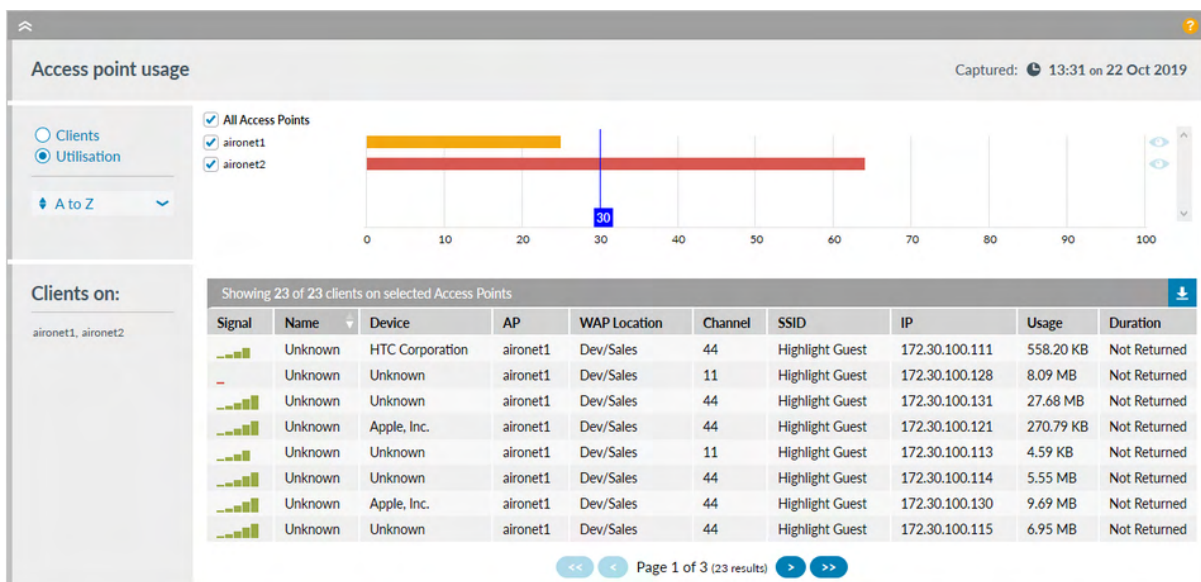 ?
Access point usage
Captured: 13:31 on 22 Oct 2019
Clients
Utilisation
A to Z
All Access Points
aironet1
aironet2
30
0 10 20 30 40 50 60 70 80 90 100
Clients on:
aironet1, aironet2
Showing 23 of 23 clients on selected Access Points
Signal Name Device AP WAP Location Channel SSID IP Usage Duration
Unknown HTC Corporation aironet1 Dev/Sales 44 Highlight Guest 172.30.100.111 558.20 KB Not Returned
Unknown Unknown aironet1 Dev/Sales 11 Highlight Guest 172.30.100.128 8.09 MB Not Returned
Unknown Unknown aironet1 Dev/Sales 44 Highlight Guest 172.30.100.131 27.68 MB Not Returned
Unknown Apple, Inc. aironet1 Dev/Sales 44 Highlight Guest 172.30.100.121 270.79 KB Not Returned
Unknown Unknown aironet1 Dev/Sales 11 Highlight Guest 172.30.100.113 4.59 KB Not Returned
Unknown Unknown aironet1 Dev/Sales 44 Highlight Guest 172.30.100.114 5.55 MB Not Returned
Unknown Apple, Inc. aironet1 Dev/Sales 44 Highlight Guest 172.30.100.130 9.69 MB Not Returned
Unknown Unknown aironet1 Dev/Sales 44 Highlight Guest 172.30.100.115 6.95 MB Not Returned
<< < Page 1 of 3 (23 results) > >>